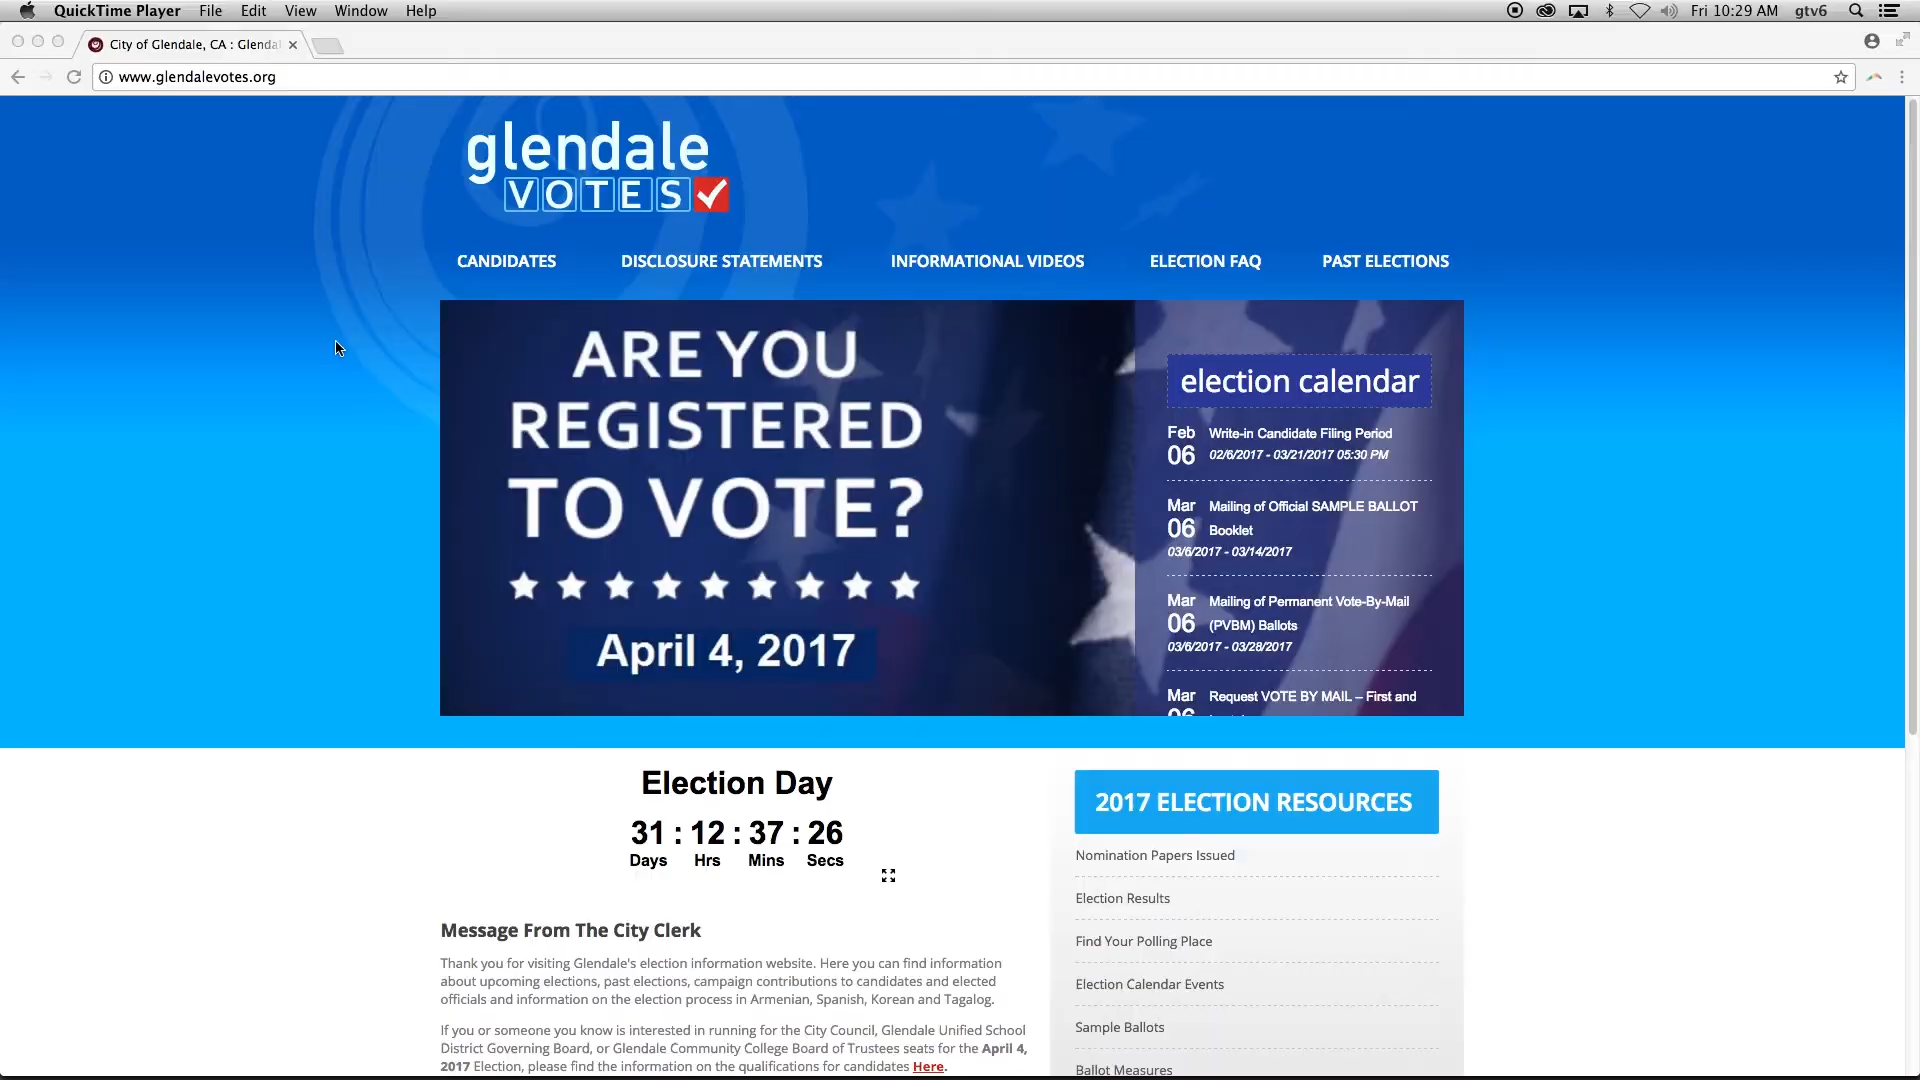 QuickTime Player File Edit View Window Help Fri 10:29 AM gtv6
City of Glendale, CA : Glenda
www.glendalevotes.org
glendale
VOTES
CANDIDATES DISCLOSURE STATEMENTS INFORMATIONAL VIDEOS ELECTION FAQ PAST ELECTIONS
ARE YOU
REGISTERED
TO VOTE?
April 4, 2017
election calendar
Feb Write-in Candidate Filing Period
06 02/6/2017 - 03/21/2017 05:30 PM
Mar Mailing of Official SAMPLE BALLOT
06 Booklet
03/6/2017 - 03/14/2017
Mar Mailing of Permanent Vote-By-Mail
06 (PVBM) Ballots
03/6/2017 - 03/28/2017
Mar Request VOTE BY MAIL – First and
06
Election Day
31 : 12 : 37 : 26
Days Hrs Mins Secs
Message From The City Clerk
Thank you for visiting Glendale's election information website. Here you can find information
about upcoming elections, past elections, campaign contributions to candidates and elected
officials and information on the election process in Armenian, Spanish, Korean and Tagalog.
If you or someone you know is interested in running for the City Council, Glendale Unified School
District Governing Board, or Glendale Community College Board of Trustees seats for the April 4,
2017 Election, please find the information on the qualifications for candidates Here.
2017 ELECTION RESOURCES
Nomination Papers Issued
Election Results
Find Your Polling Place
Election Calendar Events
Sample Ballots
Ballot Measures